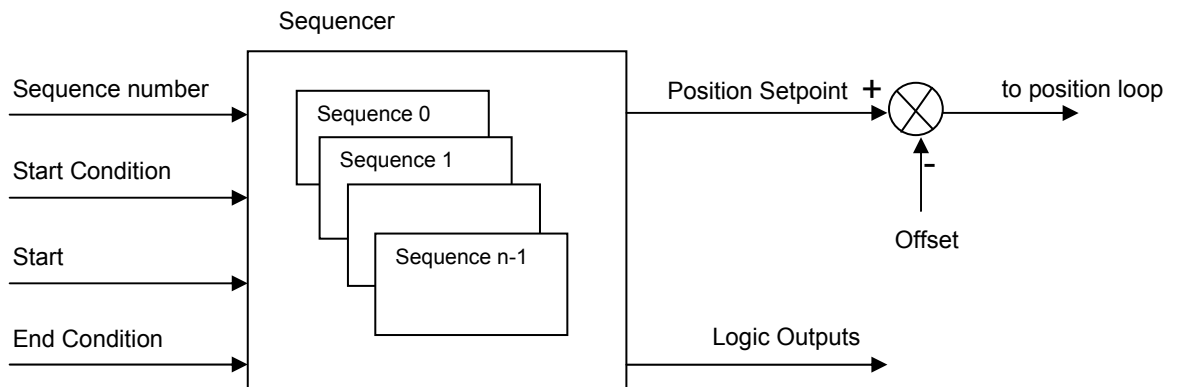 Sequencer
Sequence number
Sequence 0
Position Setpoint +
to position loop
Sequence 1
Start Condition
-
Offset
Start
Sequence n-1
End Condition
Logic Outputs